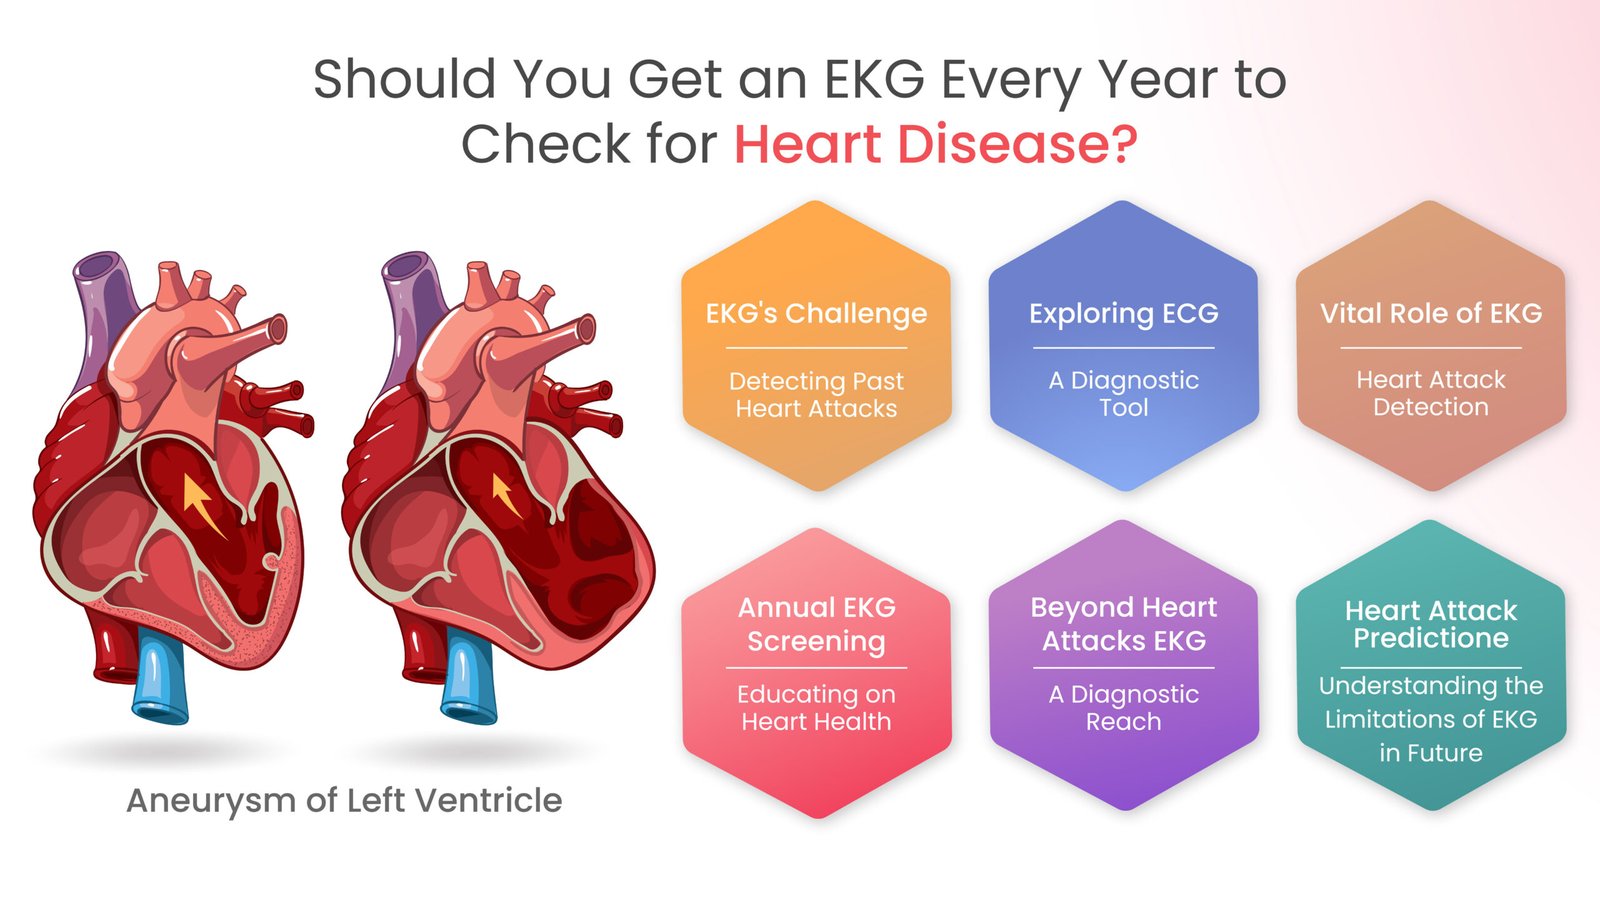 Should You Get an EKG Every Year to
Check for Heart Disease?
EKG's Challenge
Detecting Past
Heart Attacks
Exploring ECG
A Diagnostic
Tool
Vital Role of EKG
Heart Attack
Detection
Annual EKG
Screening
Educating on
Heart Health
Beyond Heart
Attacks EKG
A Diagnostic
Reach
Heart Attack
Predictione
Understanding the
Limitations of EKG
in Future
Aneurysm of Left Ventricle